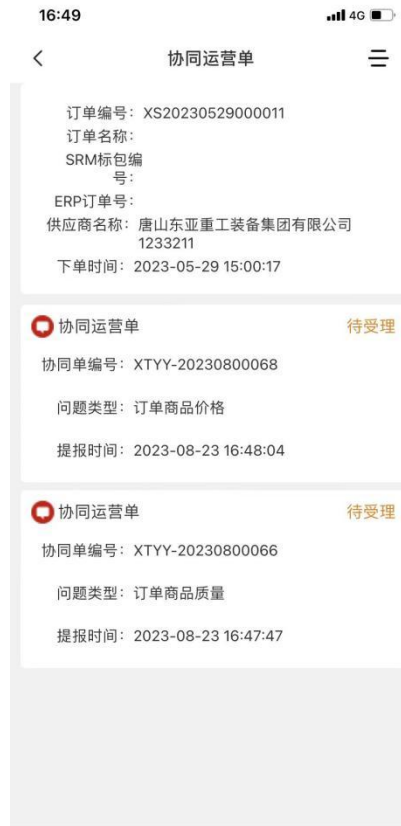 16:49
4G
协同运营单
订单编号：XS20230529000011
订单名称：
SRM标包编
号：
ERP订单号：
供应商名称：唐山东亚重工装备集团有限公司
1233211
下单时间：2023-05-29 15:00:17
协同运营单 待受理
协同单编号：XTYY-20230800068
问题类型：订单商品价格
提报时间：2023-08-23 16:48:04
协同运营单 待受理
协同单编号：XTYY-20230800066
问题类型：订单商品质量
提报时间：2023-08-23 16:47:47